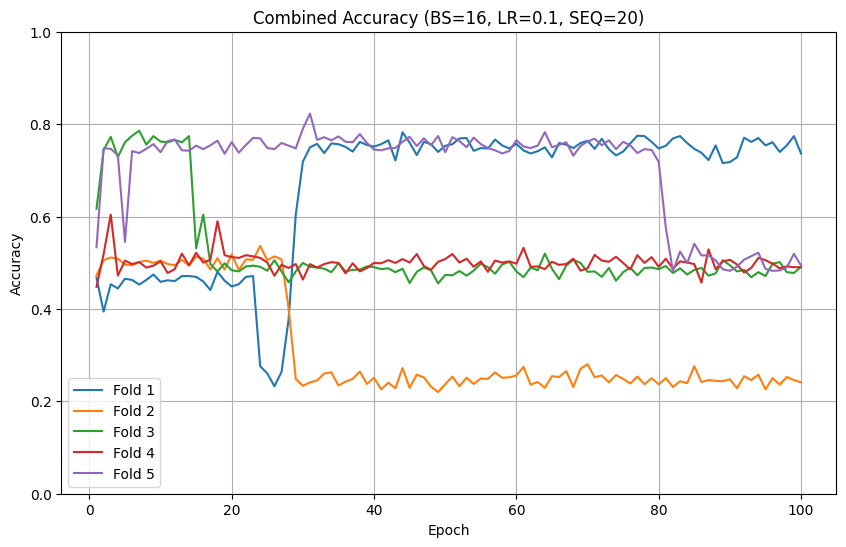 Combined Accuracy (BS=16, LR=0.1, SEQ=20)
1.0
0.8
0.6
0.4
0.2
0.0
Accuracy
Fold 1
Fold 2
Fold 3
Fold 4
Fold 5
0 20 40 60 80 100
Epoch